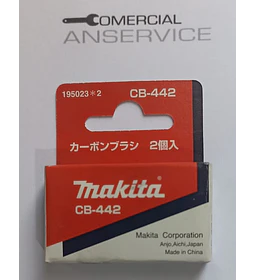 COMERCIAL
ANSERVICE
195023*2 CB-442
カーボンブラシ 2個入
makita
CB-442
Makita Corporation
Anjo,Aichi,Japan
Made in China